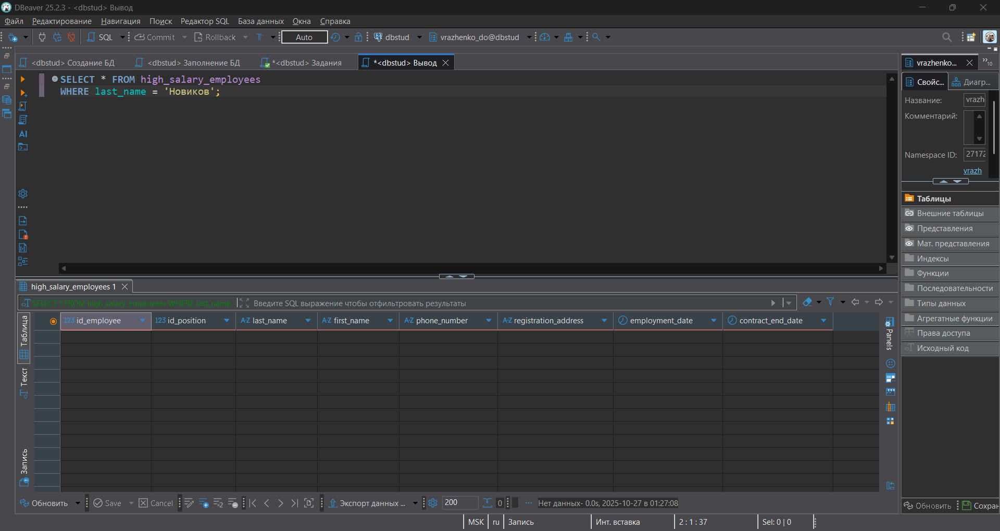 DBeaver 25.2.3 - <dbstud> Вывод
Файл Редактирование Навигация Поиск Редактор SQL База данных Окна Справка
SQL Commit Rollback T Auto dbstud vrazhenko_do@dbstud
<dbstud> Создание БД <dbstud> Заполнение БД *<dbstud> Задания *<dbstud> Вывод
vrazhenko... 10
SELECT * FROM high_salary_employees
WHERE last_name = 'Новиков';
AI
Свойс... Диагр...
Название: vrazh
Комментарий:
Namespace ID: 27172
vrazh
Таблицы
Внешние таблицы
Представления
Мат. представления
Индексы
Функции
Последовательности
Типы данных
Агрегатные функции
Права доступа
Исходный код
high_salary_employees 1
SELECT * FROM high_salary_employees WHERE last_name Введите SQL выражение чтобы отфильтровать результаты
123 id_employee 123 id_position A-Z last_name A-Z first_name A-Z phone_number A-Z registration_address employment_date contract_end_date
Таблица
Текст
Запись
Panels
Обновить Save Cancel Экспорт данных ... 200 0 ... Нет данных- 0.0s, 2025-10-27 в 01:27:08
Обновить Сохран
MSK ru Запись Инт. вставка 2 : 1 : 37 Sel: 0 | 0